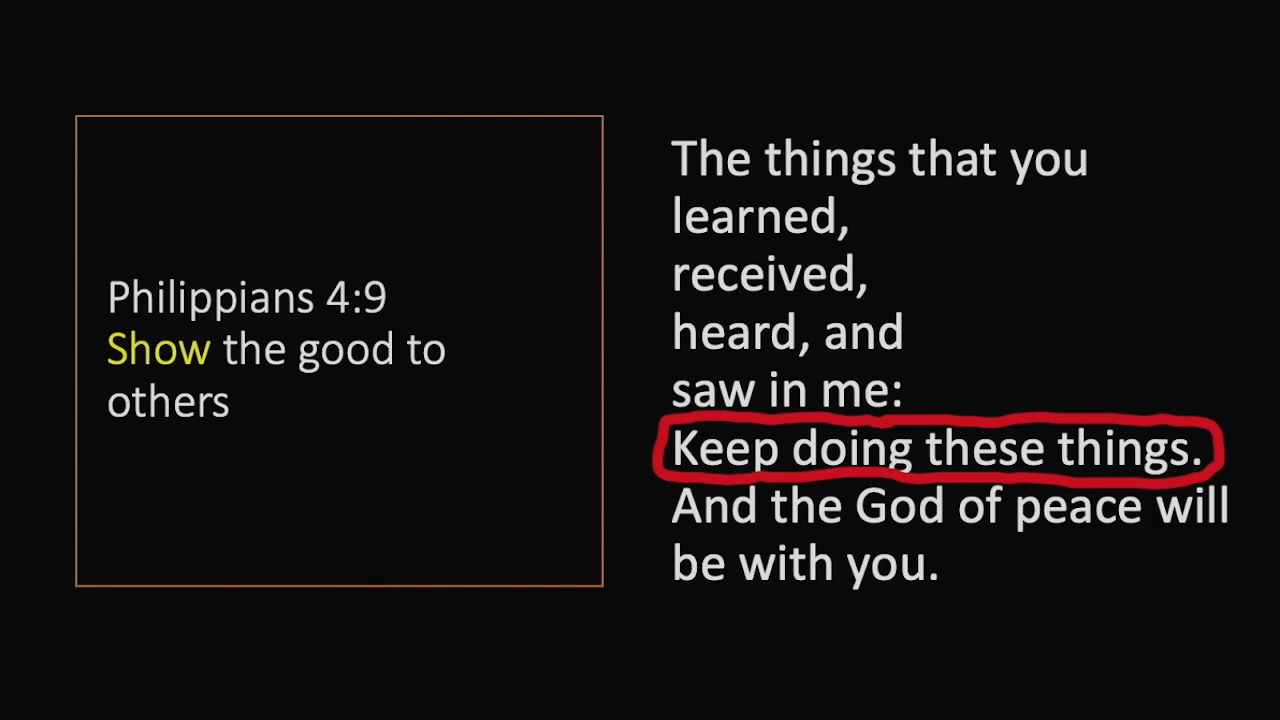 Philippians 4:9
Show the good to
others
The things that you
learned,
received,
heard, and
saw in me:
Keep doing these things.
And the God of peace will
be with you.